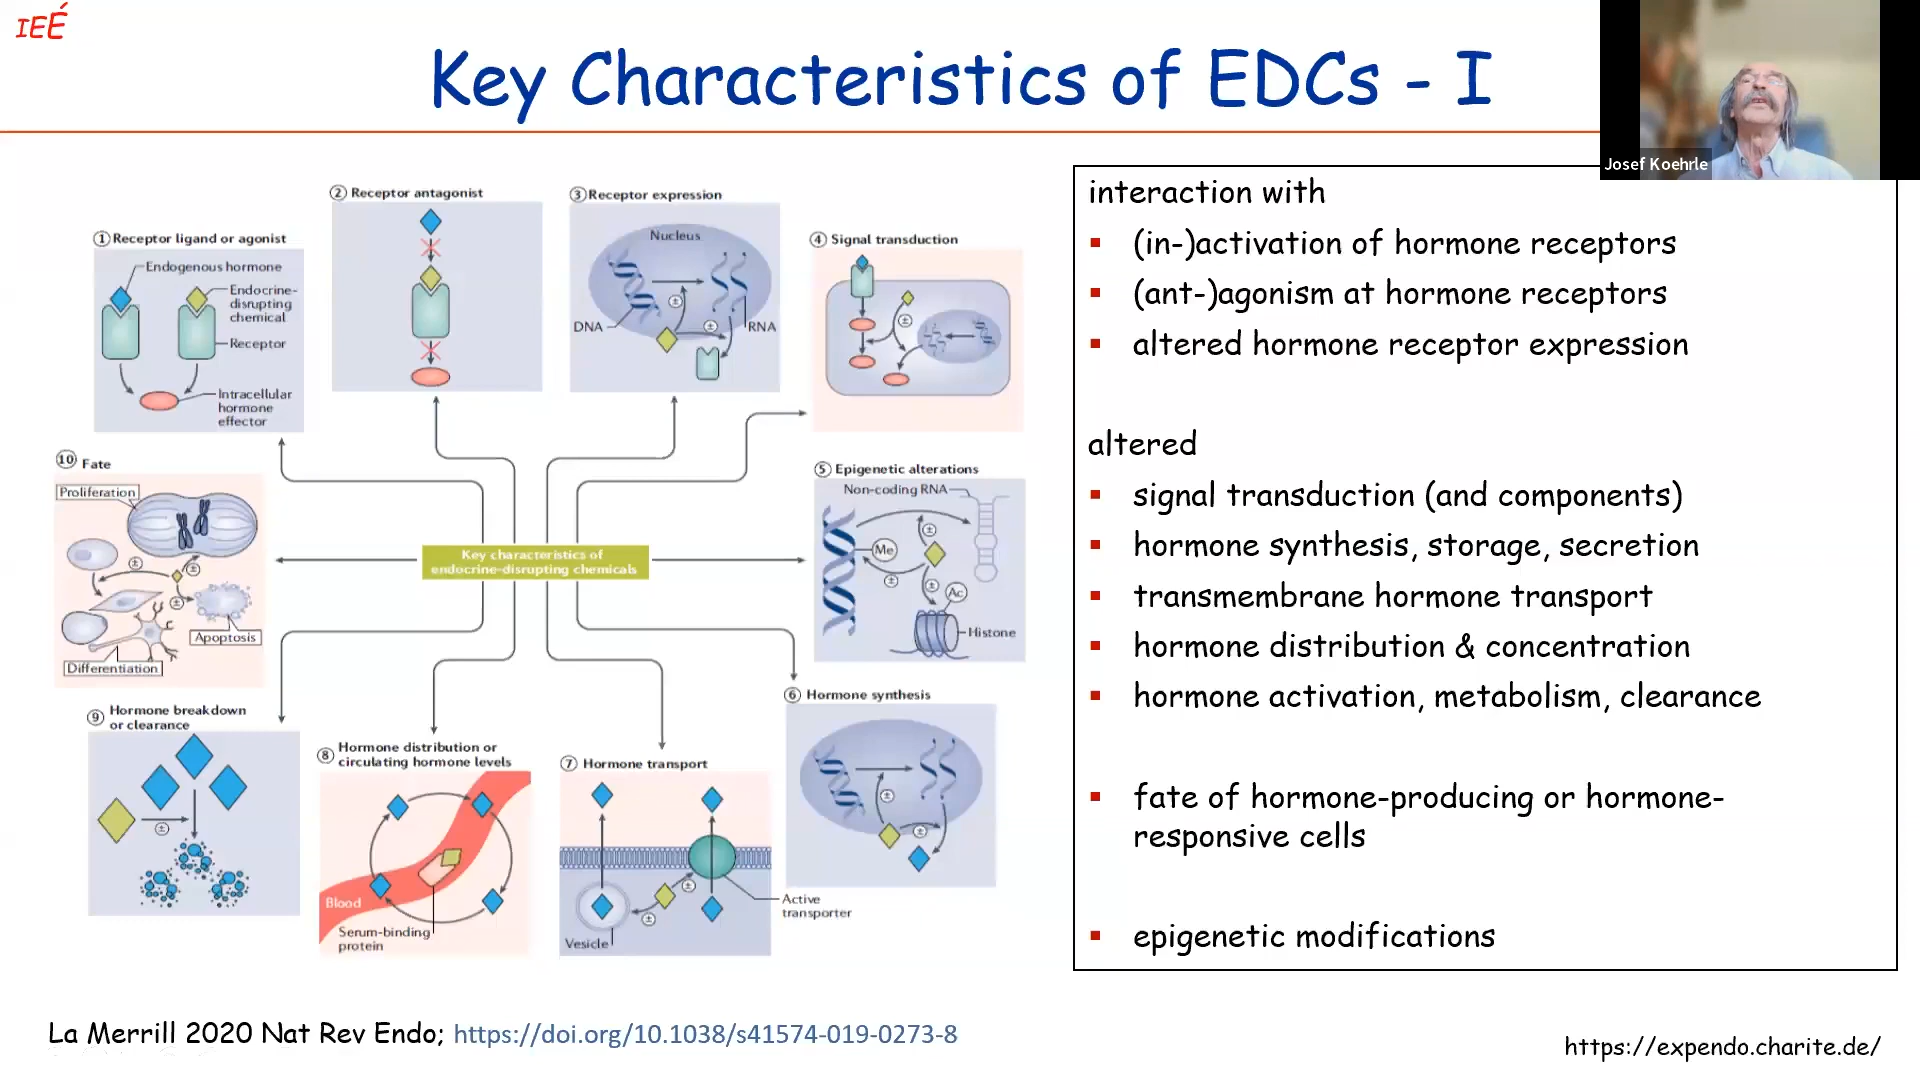 IEÉ
Key Characteristics of EDCs - I
Josef Koehrle
① Receptor ligand or agonist
Endogenous hormone
Endocrine-
disrupting
chemical
Receptor
Intracellular
hormone
effector
② Receptor antagonist
③ Receptor expression
Nucleus
DNA
RNA
±
±
④ Signal transduction
±
⑤ Epigenetic alterations
Non-coding RNA
Me
±
±
±
Ac
Histone
⑥ Hormone synthesis
±
±
⑦ Hormone transport
±
±
Active
transporter
Vesicle
⑧ Hormone distribution or
circulating hormone levels
Blood
Serum-binding
protein
⑨ Hormone breakdown
or clearance
±
⑩ Fate
Proliferation
±
±
±
Apoptosis
Differentiation
Key characteristics of
endocrine-disrupting chemicals
interaction with
▪ (in-)activation of hormone receptors
▪ (ant-)agonism at hormone receptors
▪ altered hormone receptor expression
altered
▪ signal transduction (and components)
▪ hormone synthesis, storage, secretion
▪ transmembrane hormone transport
▪ hormone distribution & concentration
▪ hormone activation, metabolism, clearance
▪ fate of hormone-producing or hormone-
responsive cells
▪ epigenetic modifications
La Merrill 2020 Nat Rev Endo; https://doi.org/10.1038/s41574-019-0273-8
https://expendo.charite.de/